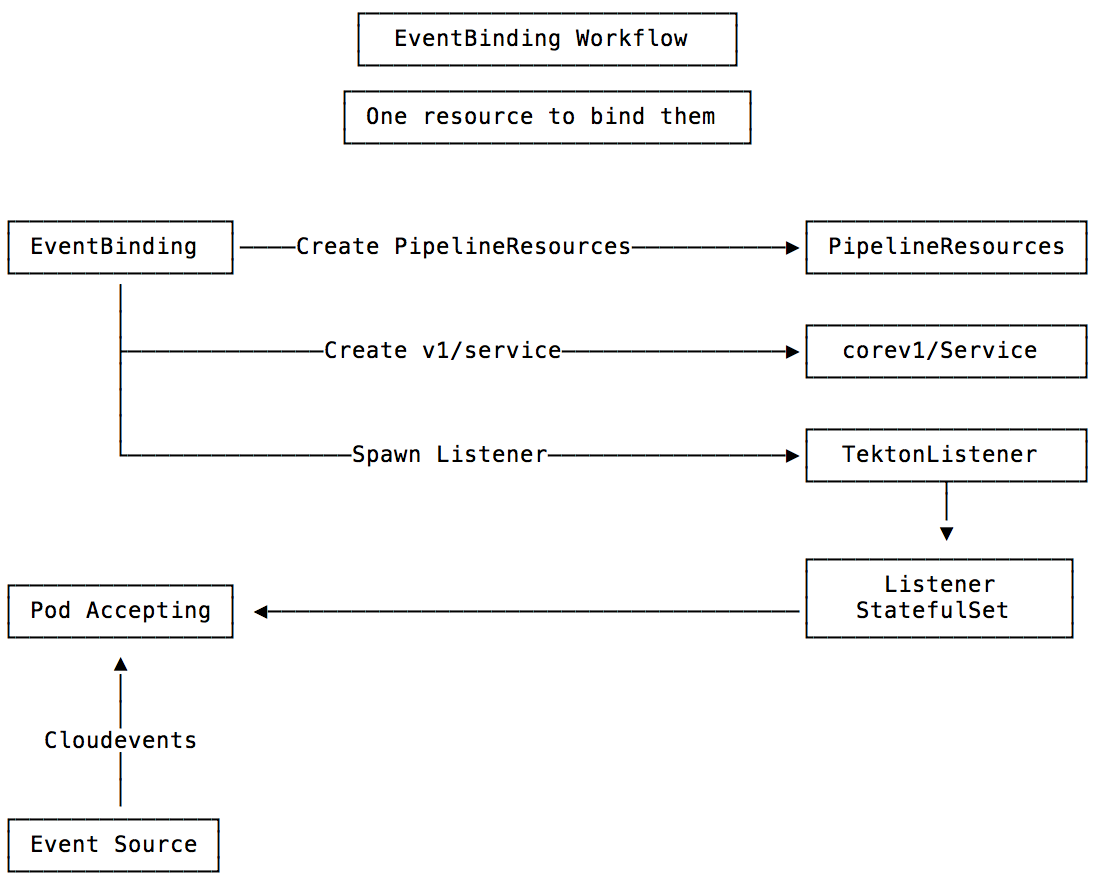 EventBinding Workflow
One resource to bind them
EventBinding
Create PipelineResources
PipelineResources
Create v1/service
corev1/Service
Spawn Listener
TektonListener
Listener
StatefulSet
Pod Accepting
Cloudevents
Event Source